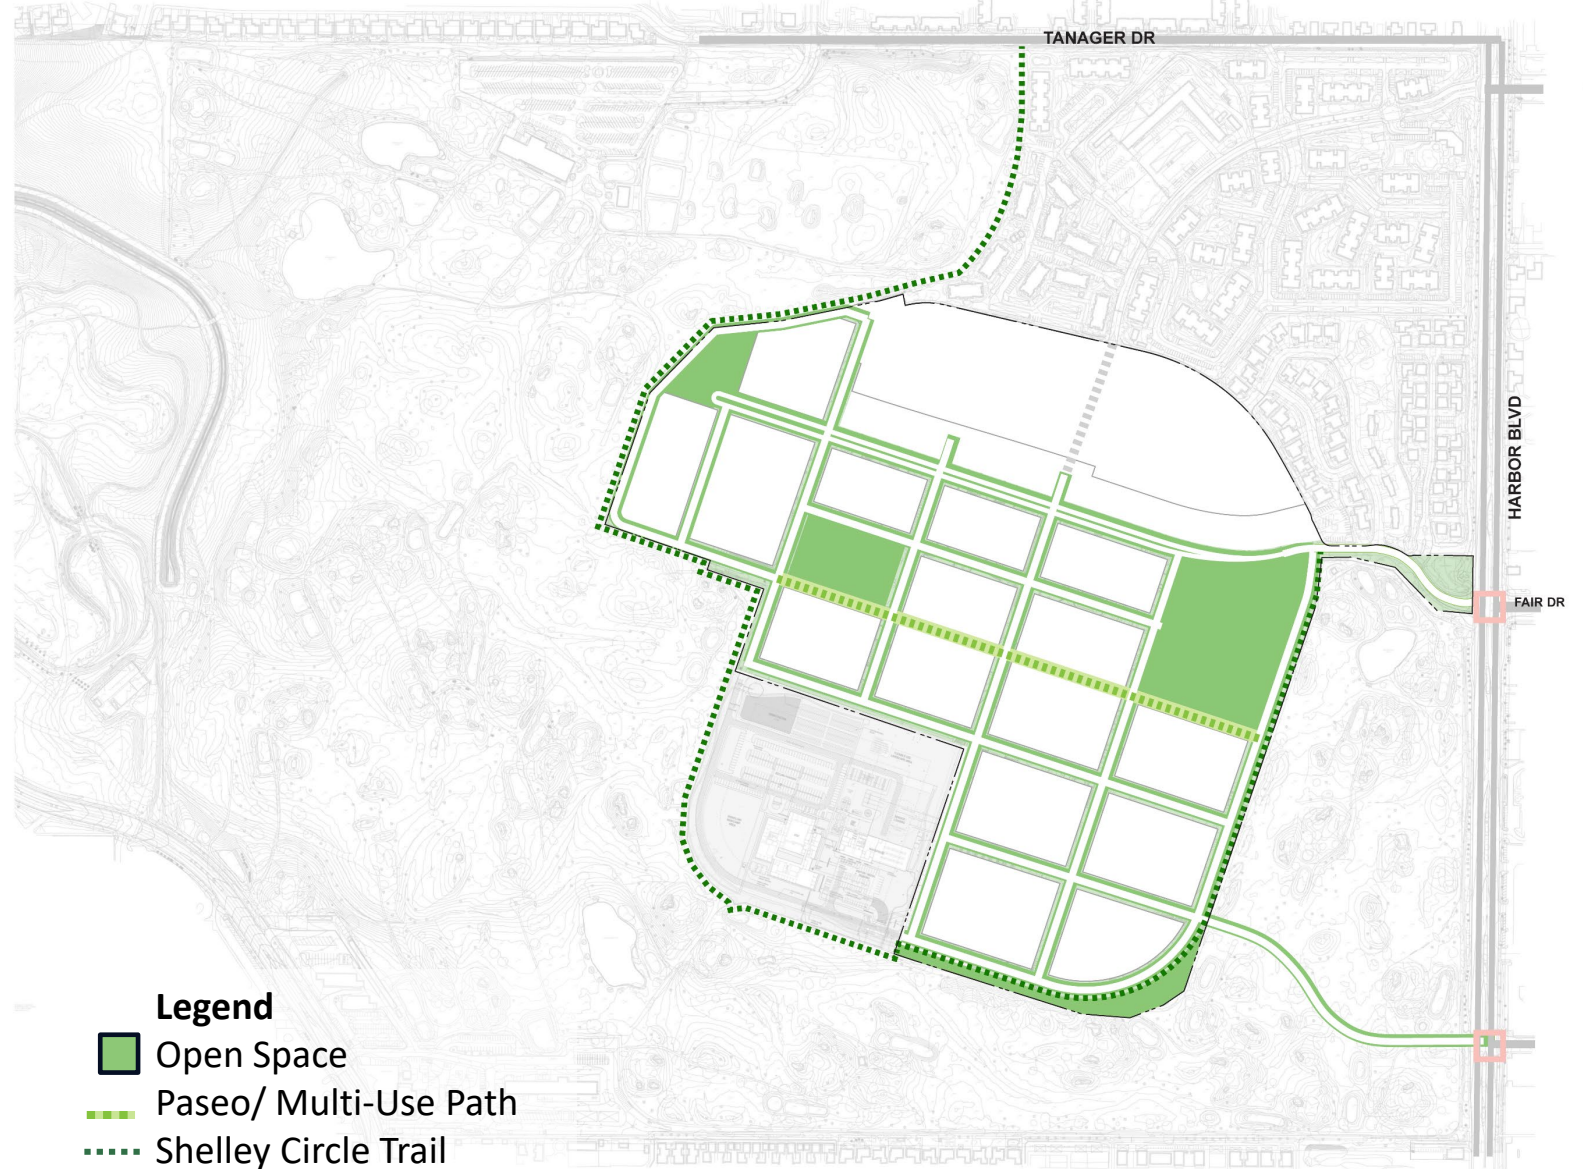 TANAGER DR
HARBOR BLVD
FAIR DR
Legend
Open Space
Paseo/ Multi-Use Path
Shelley Circle Trail